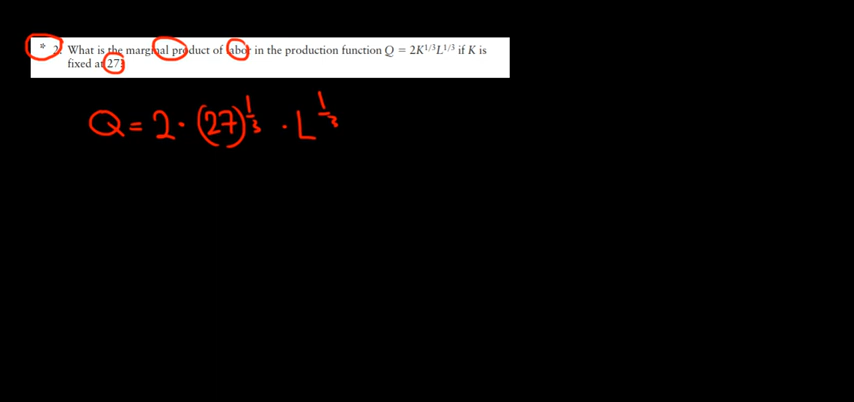 * 2. What is the marginal product of labor in the production function Q = 2K^{1/3}L^{1/3} if K is
fixed at 27?
Q = 2 · (27)^{1/3} · L^{1/3}